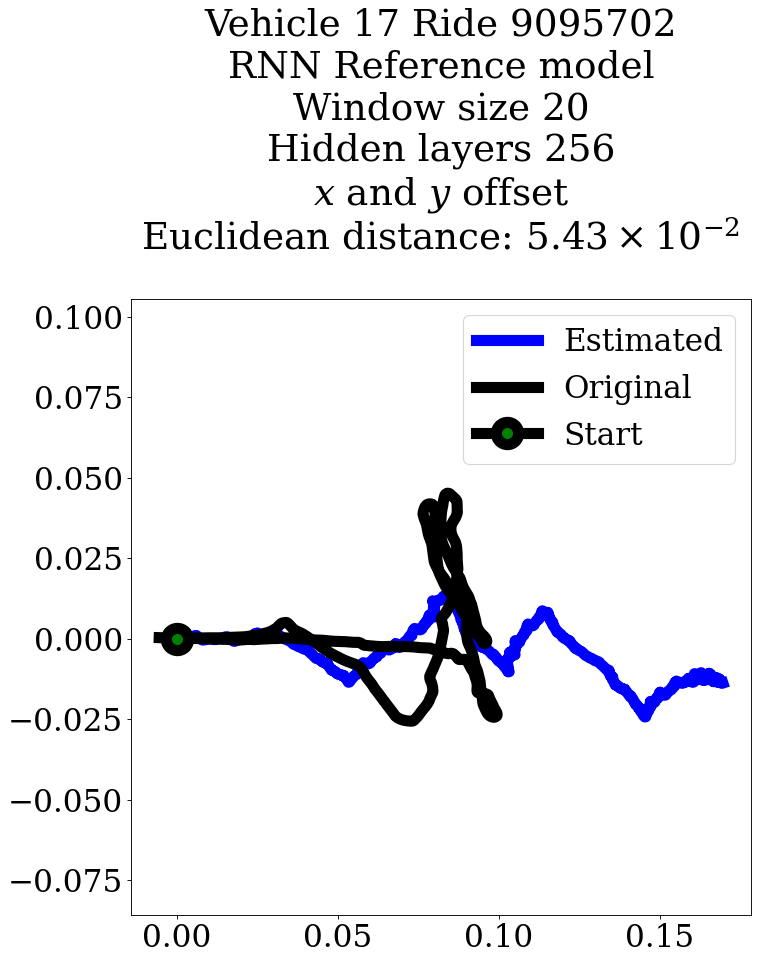 Vehicle 17 Ride 9095702
RNN Reference model
Window size 20
Hidden layers 256
x and y offset
Euclidean distance: 5.43 × 10⁻²
Estimated
Original
Start
0.100
0.075
0.050
0.025
0.000
−0.025
−0.050
−0.075
0.00 0.05 0.10 0.15